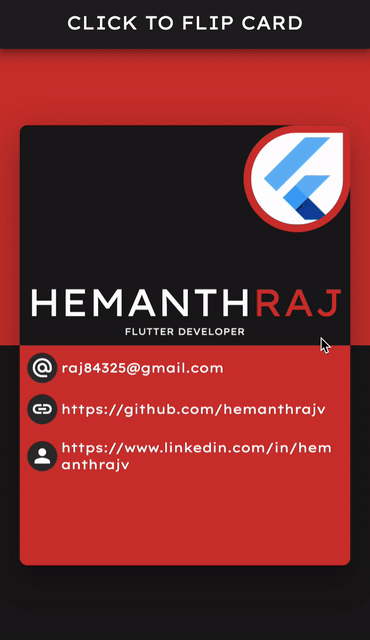 CLICK TO FLIP CARD
HEMANTHRAJ
FLUTTER DEVELOPER
raj84325@gmail.com
https://github.com/hemanthrajv
https://www.linkedin.com/in/hem
anthrajv